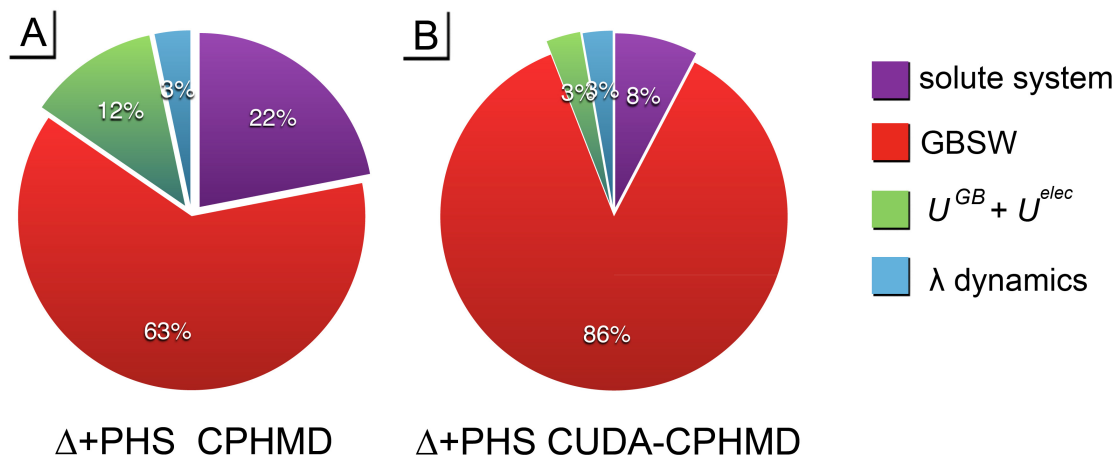 A
3%
12%
22%
63%
Δ+PHS CPHMD
B
3%
3%
8%
86%
Δ+PHS CUDA-CPHMD
solute system
GBSW
U^GB + U^elec
λ dynamics